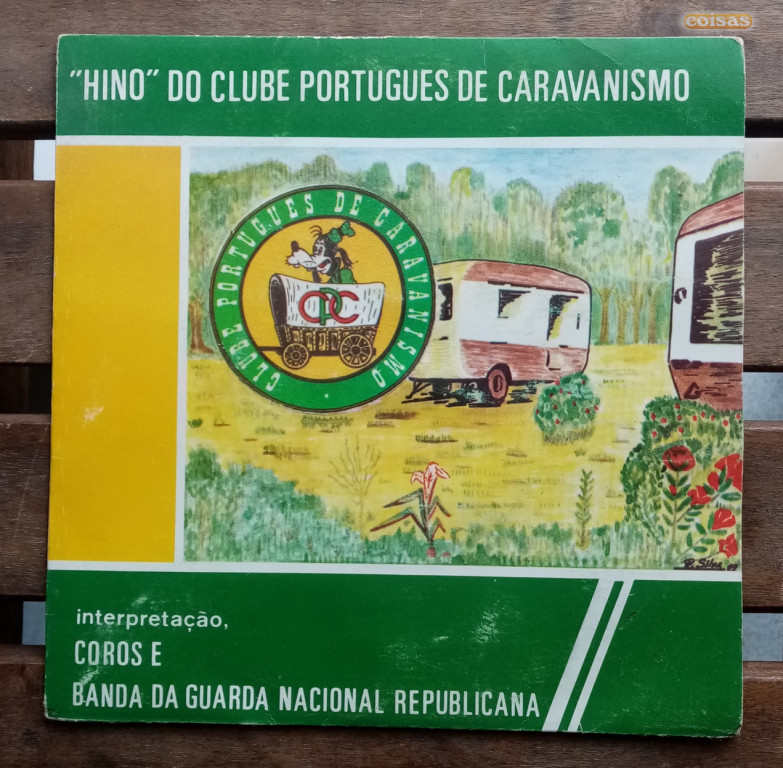 coisas
"HINO" DO CLUBE PORTUGUES DE CARAVANISMO
CLUBE PORTUGUES DE CARAVANISMO
CPC
R. Silva
interpretação,
COROS E
BANDA DA GUARDA NACIONAL REPUBLICANA